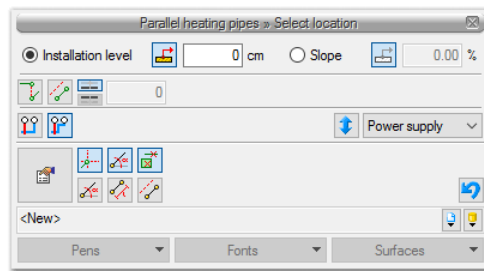 Parallel heating pipes » Select location
Installation level 0 cm Slope 0.00 %
0
Power supply
<New>
Pens Fonts Surfaces